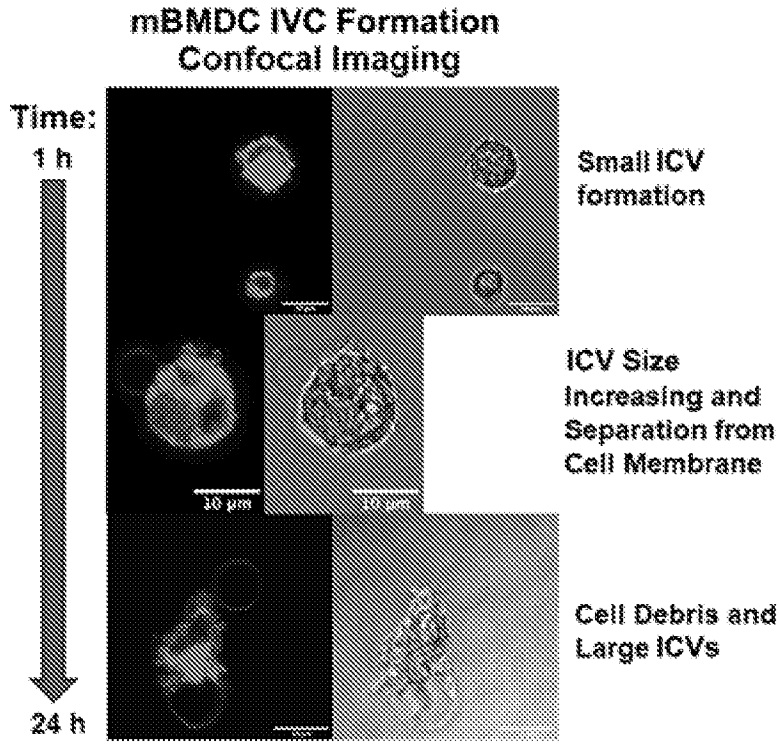 mBMDC IVC Formation
Confocal Imaging
Time:
1 h
Small ICV
formation
ICV Size
Increasing and
Separation from
Cell Membrane
10 µm
10 µm
Cell Debris and
Large ICVs
24 h